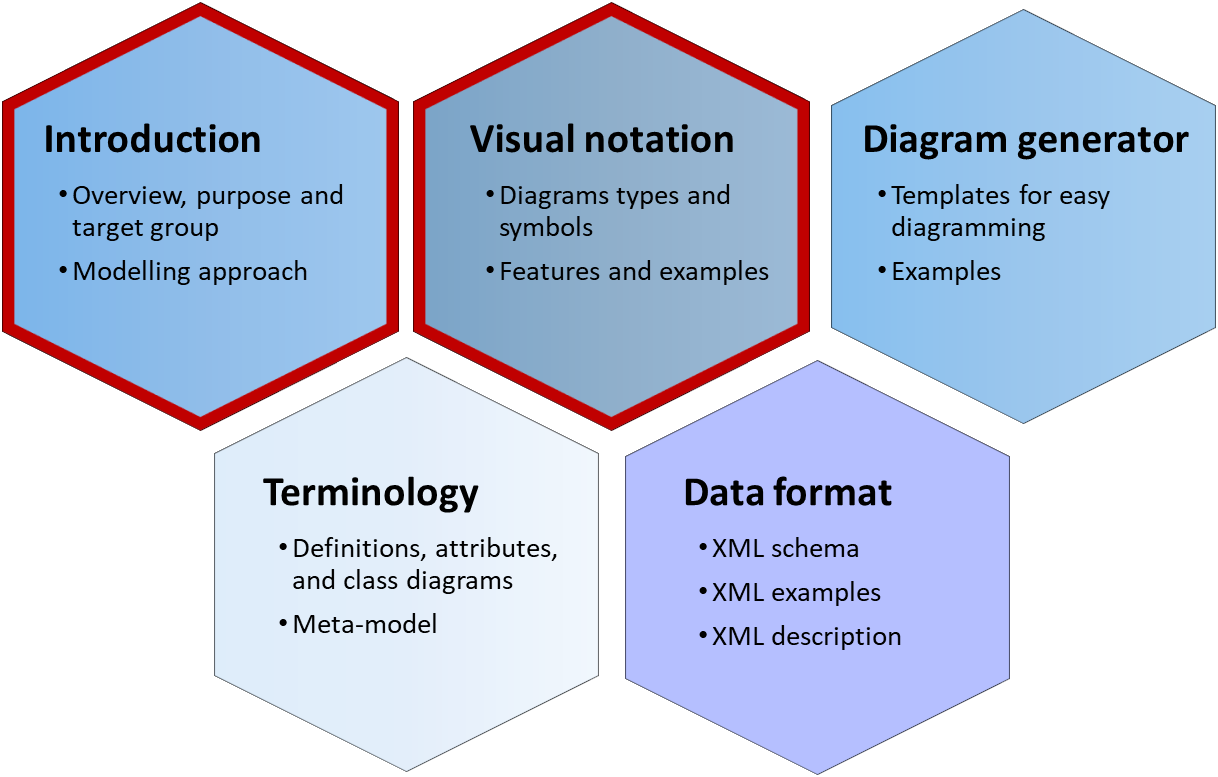 Introduction
• Overview, purpose and
target group
• Modelling approach
Visual notation
• Diagrams types and
symbols
• Features and examples
Diagram generator
• Templates for easy
diagramming
• Examples
Terminology
• Definitions, attributes,
and class diagrams
• Meta-model
Data format
• XML schema
• XML examples
• XML description